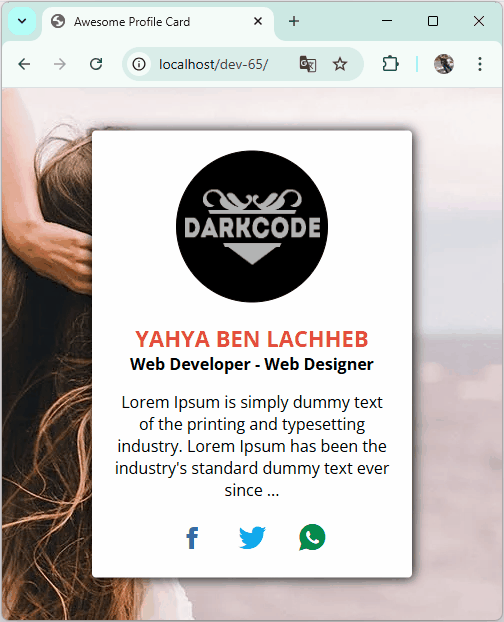 Awesome Profile Card
localhost/dev-65/
DARKCODE
YAHYA BEN LACHHEB
Web Developer - Web Designer
Lorem Ipsum is simply dummy text
of the printing and typesetting
industry. Lorem Ipsum has been the
industry's standard dummy text ever
since ...